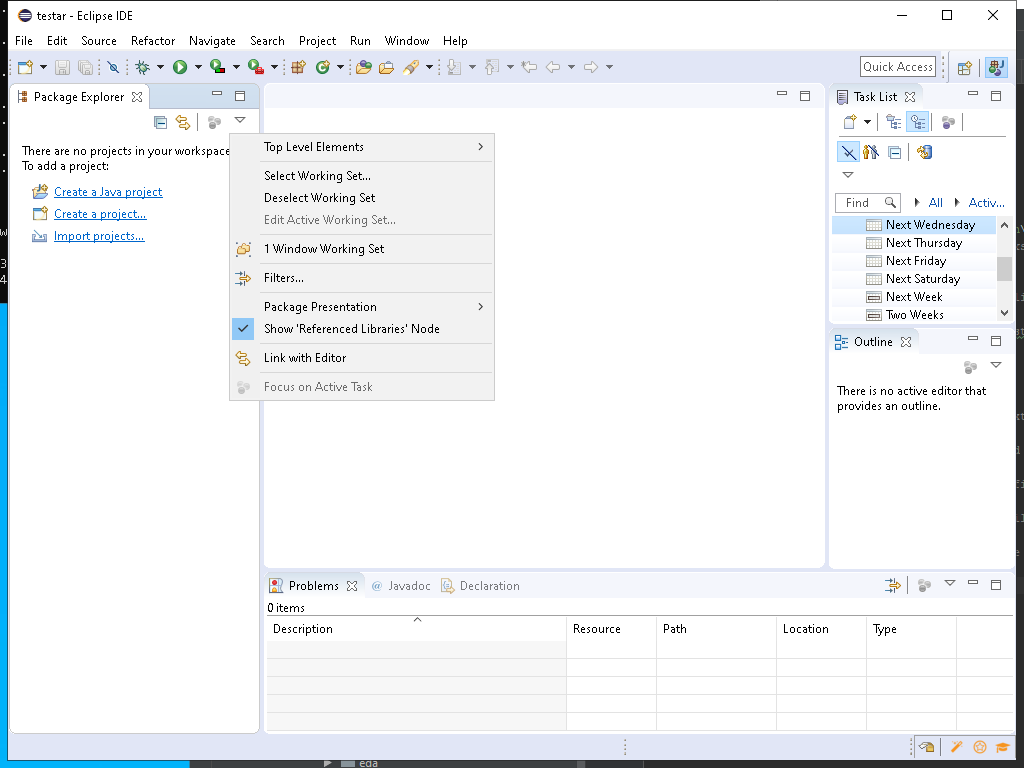 testar - Eclipse IDE
File Edit Source Refactor Navigate Search Project Run Window Help
Quick Access
Package Explorer
There are no projects in your workspace
To add a project:
Create a Java project
Create a project...
Import projects...
Top Level Elements
Select Working Set...
Deselect Working Set
Edit Active Working Set...
1 Window Working Set
Filters...
Package Presentation
Show 'Referenced Libraries' Node
Link with Editor
Focus on Active Task
Task List
Find All Activ...
Next Wednesday
Next Thursday
Next Friday
Next Saturday
Next Week
Two Weeks
Outline
There is no active editor that
provides an outline.
Problems @ Javadoc Declaration
0 items
Description Resource Path Location Type
eda